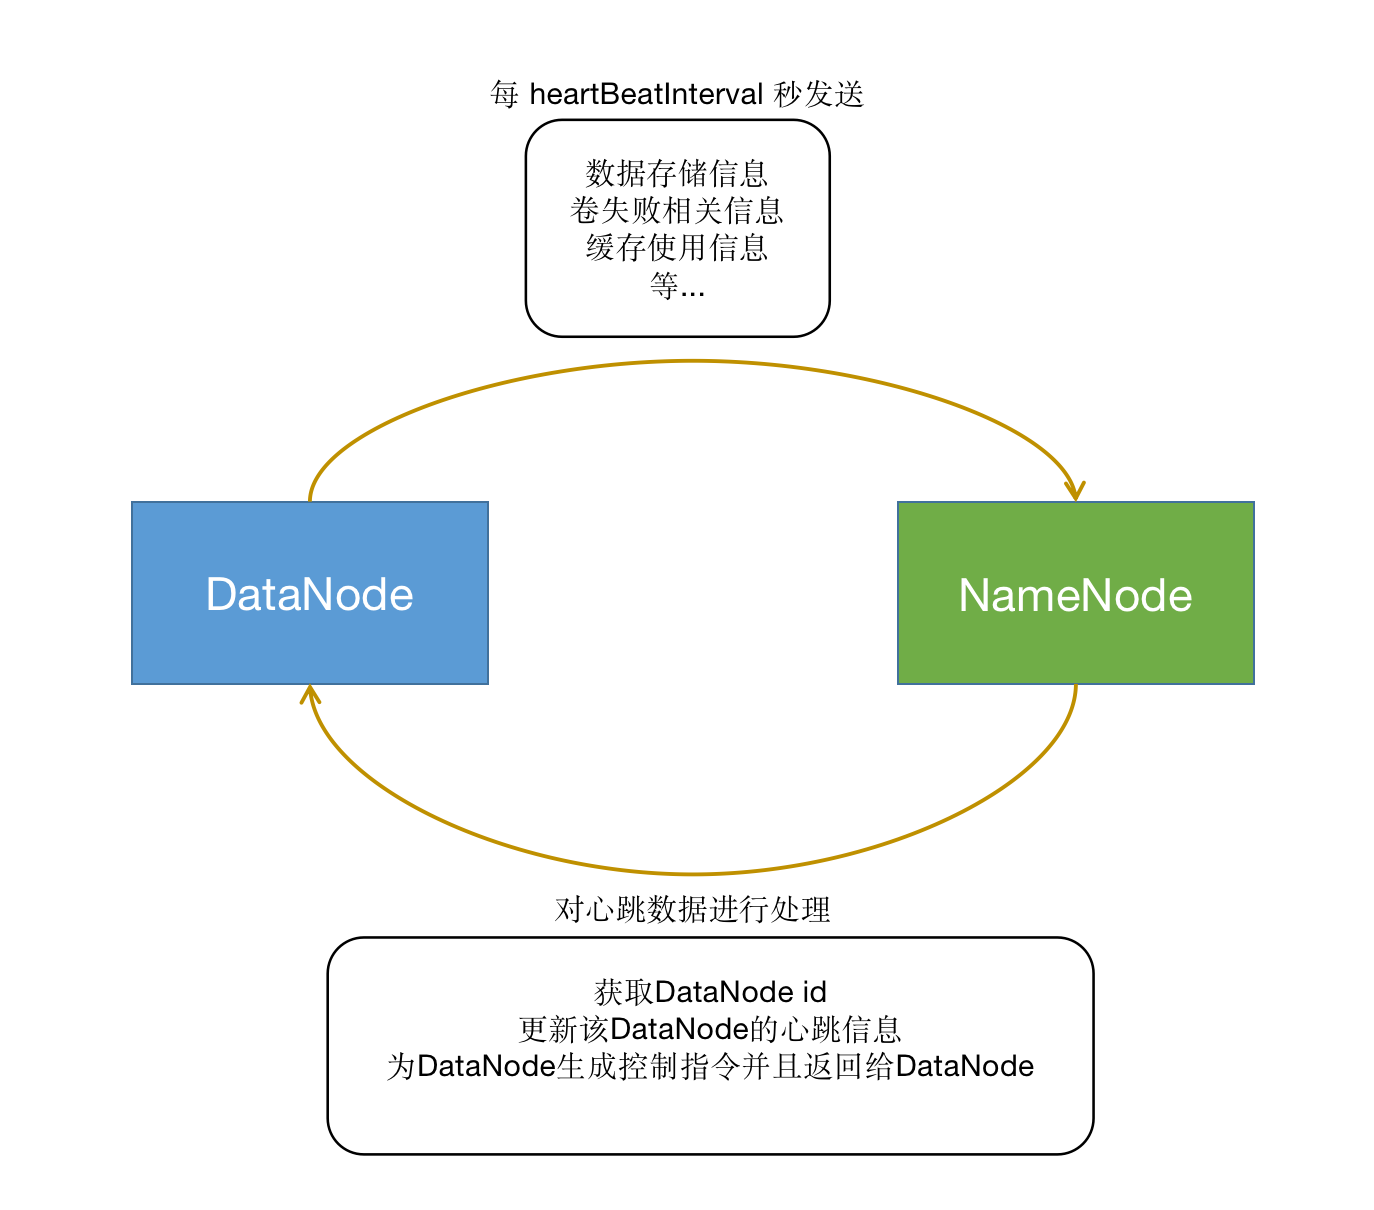 每 heartBeatInterval 秒发送
数据存储信息
卷失败相关信息
缓存使用信息
等...
DataNode
NameNode
对心跳数据进行处理
获取DataNode id
更新该DataNode的心跳信息
为DataNode生成控制指令并且返回给DataNode